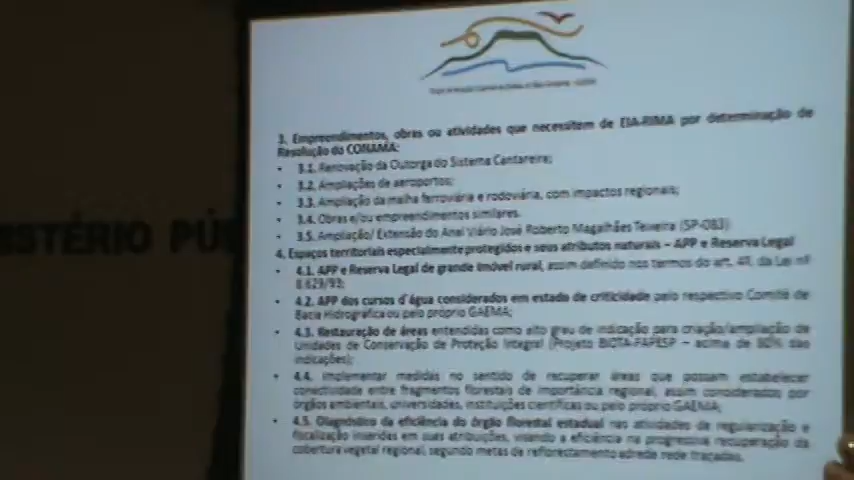 3. Empreendimentos, obras ou atividades que necessitem de EIA-RIMA por determinação de
Resolução do CONAMA:
• 3.1. Renovação da Outorga do Sistema Cantareira;
• 3.2. Ampliações de aeroportos;
• 3.3. Ampliação da malha ferroviária e rodoviária, com impactos regionais;
• 3.4. Obras e/ou empreendimentos similares.
• 3.5. Ampliação/ Extensão do Anel Viário José Roberto Magalhães Teixeira (SP-083)
ISTÉRIO PÚ
4. Espaços territoriais especialmente protegidos e seus atributos naturais – APP e Reserva Legal
• 4.1. APP e Reserva Legal de grande imóvel rural, assim definido nos termos do art. 4º, da Lei nº
8.629/93;
• 4.2. APP dos cursos d'água considerados em estado de criticidade pelo respectivo Comitê de
Bacia Hidrográfica ou pelo próprio GAEMA;
• 4.3. Restauração de áreas entendidas como alto grau de indicação para criação/ampliação de
Unidades de Conservação de Proteção Integral (Projeto BIOTA-FAPESP – acima de 80% das
indicações);
• 4.4. Implementar medidas no sentido de recuperar áreas que possam estabelecer
conectividade entre fragmentos florestais de importância regional, assim considerados por
órgãos ambientais, universidades, instituições científicas ou pelo próprio GAEMA;
• 4.5. Diagnóstico da eficiência do órgão florestal estadual nas atividades de regularização e
fiscalização inseridas em suas atribuições, visando a eficiência na progressiva recuperação da
cobertura vegetal regional, segundo metas de reflorestamento adrede rede traçadas.